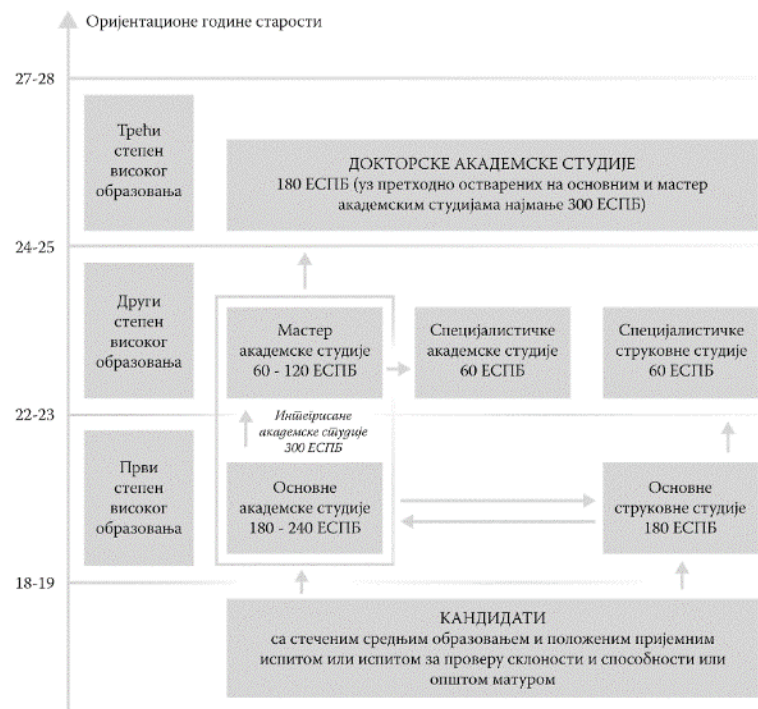 Оријентационе године старости
27-28
Трећи
степен
високог
образовања
ДОКТОРСКЕ АКАДЕМСКЕ СТУДИЈЕ
180 ЕСПБ (уз претходно остварених на основним и мастер
академским студијама најмање 300 ЕСПБ)
24-25
Други
степен
високог
образовања
Мастер
академске студије
60 - 120 ЕСПБ
Специјалистичке
академске студије
60 ЕСПБ
Специјалистичке
струковне студије
60 ЕСПБ
22-23
Интегрисане
академске студије
300 ЕСПБ
Први
степен
високог
образовања
Основне
академске студије
180 - 240 ЕСПБ
Основне
струковне студије
180 ЕСПБ
18-19
КАНДИДАТИ
са стеченим средњим образовањем и положеним пријемним
испитом или испитом за проверу склоности и способности или
општом матуром